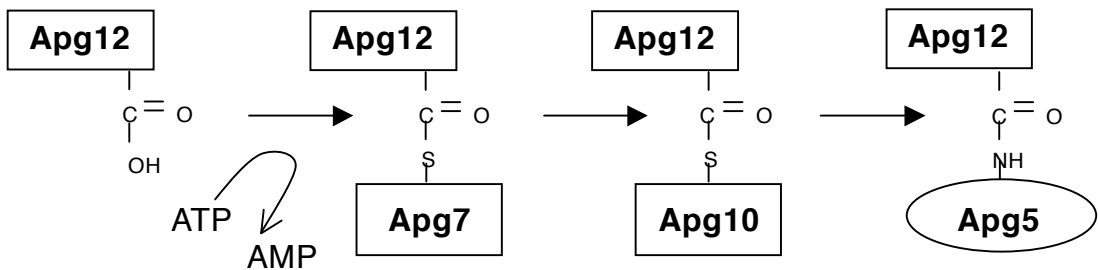 Apg12 Apg12 Apg12 Apg12
C = O C = O C = O C = O
OH S S NH
ATP Apg7 Apg10 Apg5
AMP